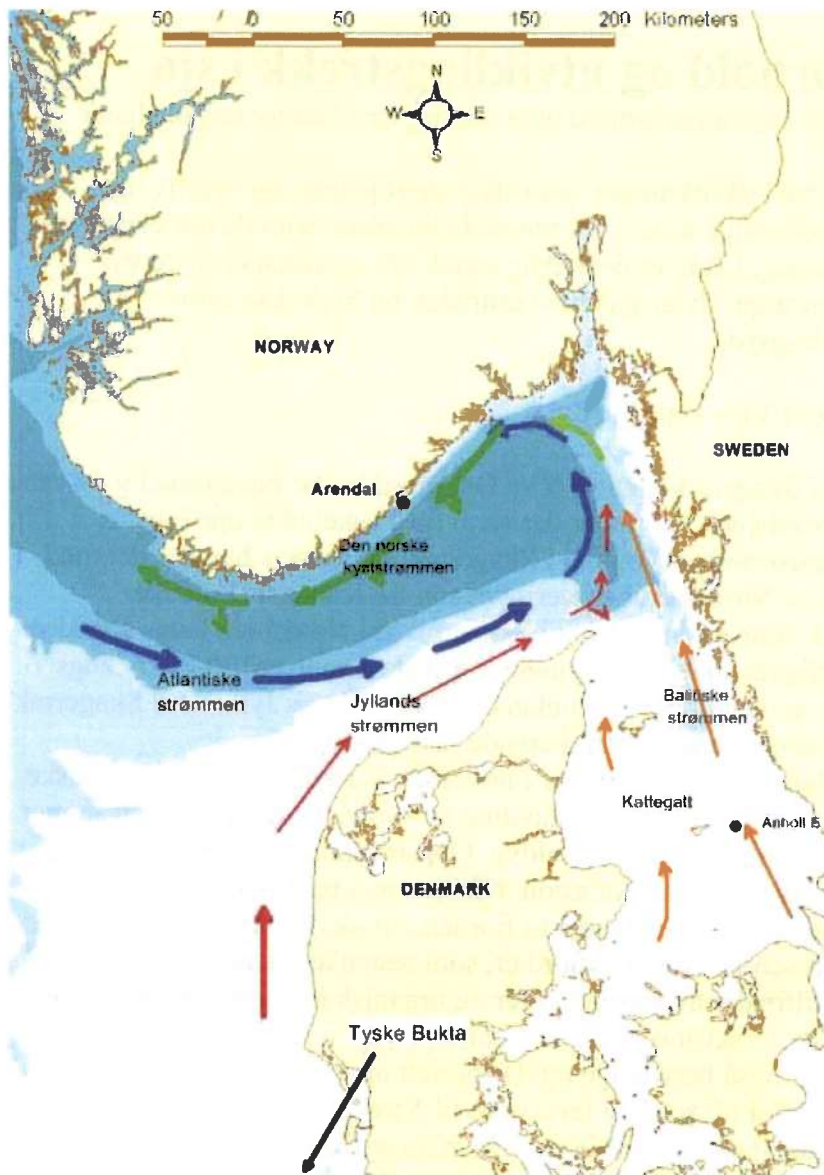 50 0 50 100 150 200 Kilometers
N
W E
S
NORWAY
SWEDEN
Arendal
Den norske
kyststrømmen
Atlantiske
strømmen
Jyllands
strømmen
Baltiske
strømmen
Kattegatt
Anholt E
DENMARK
Tyske Bukta